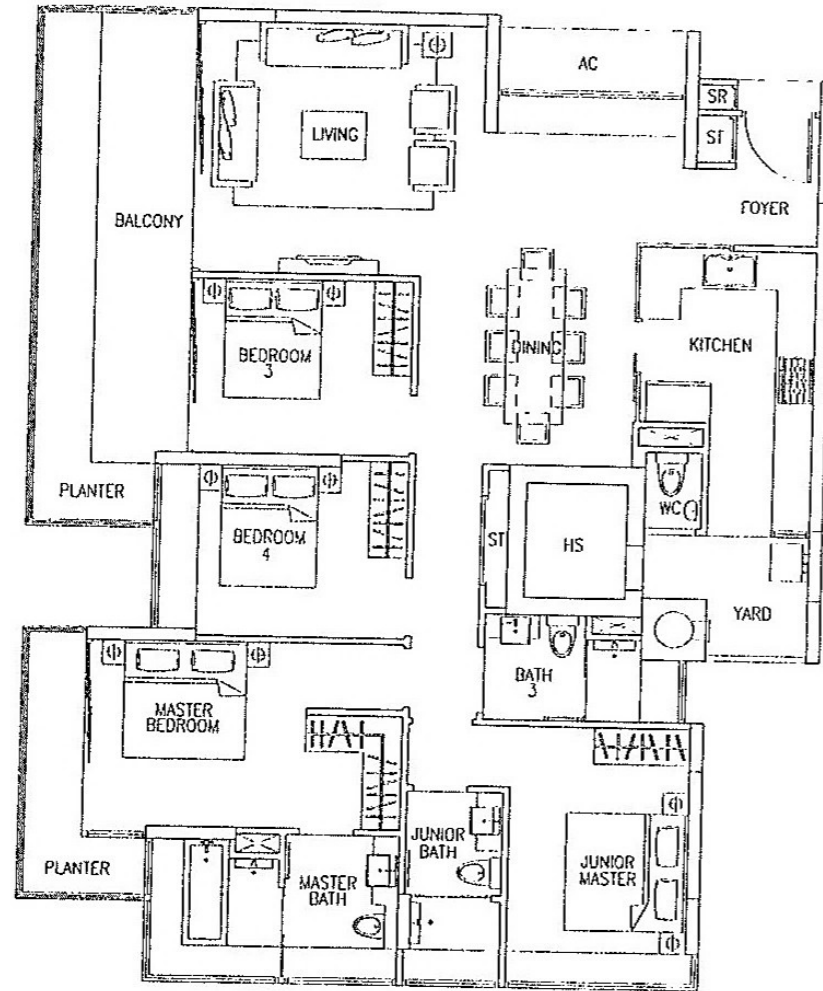 AC
SR
ST
LIVING
FOYER
BALCONY
BEDROOM
3
DINING
KITCHEN
PLANTER
BEDROOM
4
ST
HS
WC
YARD
BATH
3
MASTER
BEDROOM
PLANTER
MASTER
BATH
JUNIOR
BATH
JUNIOR
MASTER